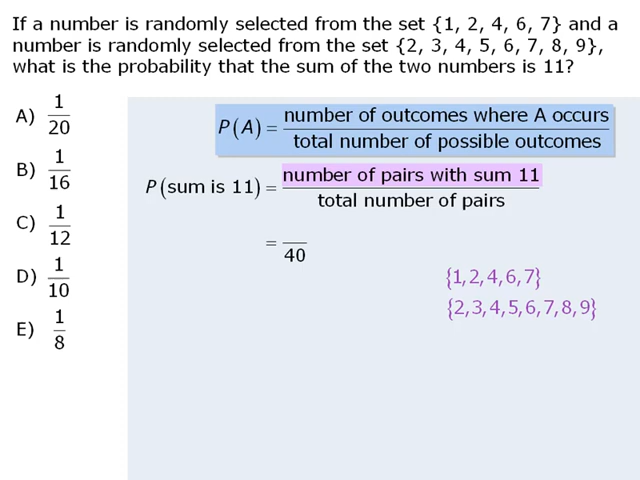 If a number is randomly selected from the set {1, 2, 4, 6, 7} and a
number is randomly selected from the set {2, 3, 4, 5, 6, 7, 8, 9},
what is the probability that the sum of the two numbers is 11?
A) 1/20
B) 1/16
C) 1/12
D) 1/10
E) 1/8
P(A) = number of outcomes where A occurs / total number of possible outcomes
P(sum is 11) = number of pairs with sum 11 / total number of pairs
= /40
{1,2,4,6,7}
{2,3,4,5,6,7,8,9}